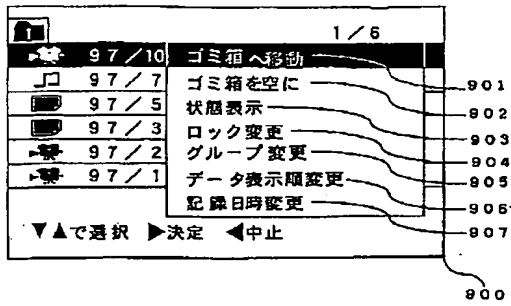 1 1/6
97/10 ゴミ箱へ移動 901
97/7 ゴミ箱を空に 902
97/5 状態表示 903
97/3 ロック変更 904
97/2 グループ変更 905
97/1 データ表示順変更 906
記録日時変更 907
▼▲で選択 ▶決定 ◀中止
900